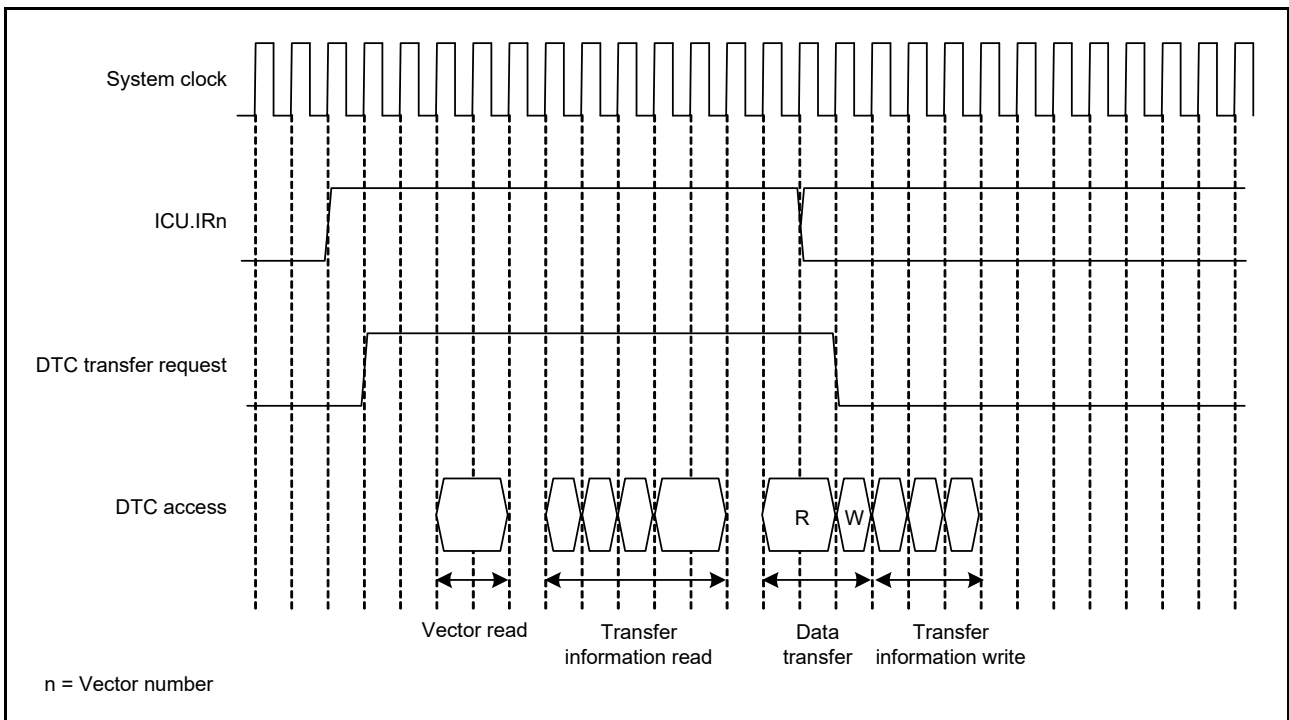 System clock
ICU.IRn
DTC transfer request
DTC access
R
W
Vector read
Transfer
information read
Data
transfer
Transfer
information write
n = Vector number